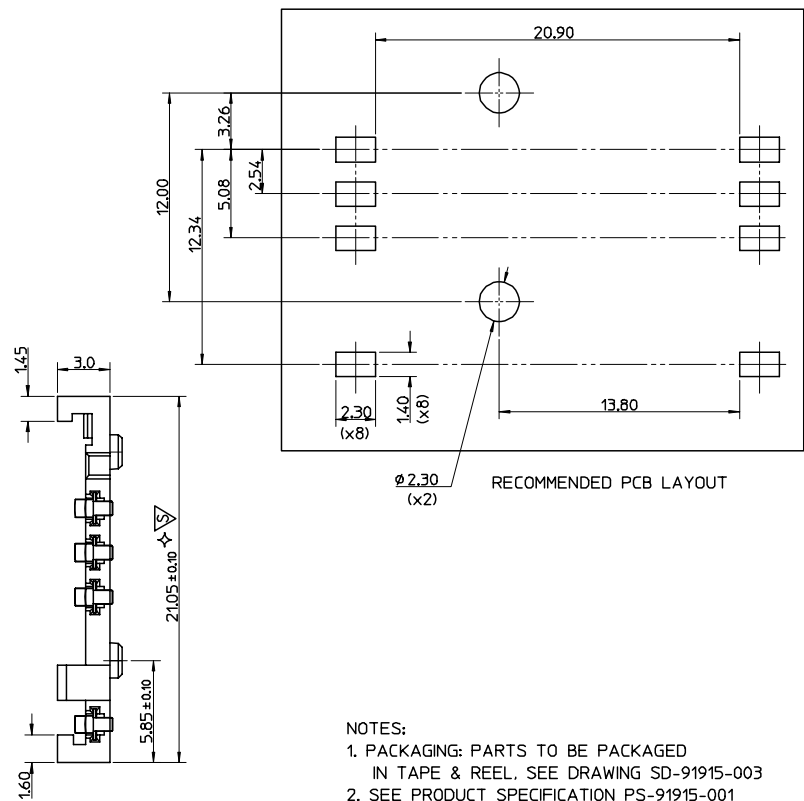 20.90
3.26
2.54
5.08
12.00
12.34
1.45
3.0
2.30
(x8)
1.40
(x8)
13.80
⌀2.30
(x2)
RECOMMENDED PCB LAYOUT
S
21.05±0.10
5.85±0.10
1.60
NOTES:
1. PACKAGING: PARTS TO BE PACKAGED
IN TAPE & REEL, SEE DRAWING SD-91915-003
2. SEE PRODUCT SPECIFICATION PS-91915-001